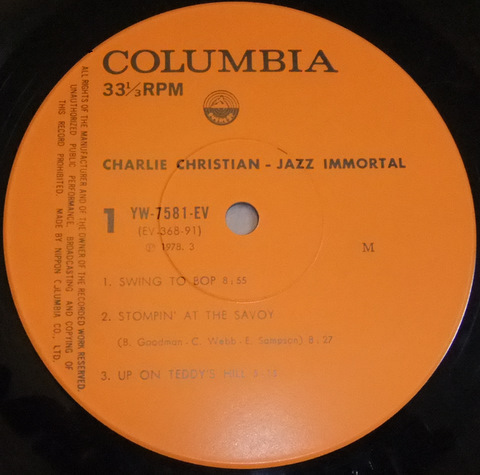 COLUMBIA
33⅓RPM
CHARLIE CHRISTIAN - JAZZ IMMORTAL
1
YW-7581-EV
(EV-368-91)
Ⓟ 1978. 3
M
1. SWING TO BOP 8:55
2. STOMPIN' AT THE SAVOY
(B. Goodman - C. Webb - E. Sampson) 8:27
3. UP ON TEDDY'S HILL
ALL RIGHTS OF THE MANUFACTURER AND OF THE OWNER OF THE RECORDED WORK RESERVED.
UNAUTHORIZED PUBLIC PERFORMANCE, BROADCASTING AND COPYING OF
THIS RECORD PROHIBITED. MADE BY NIPPON COLUMBIA CO., LTD.